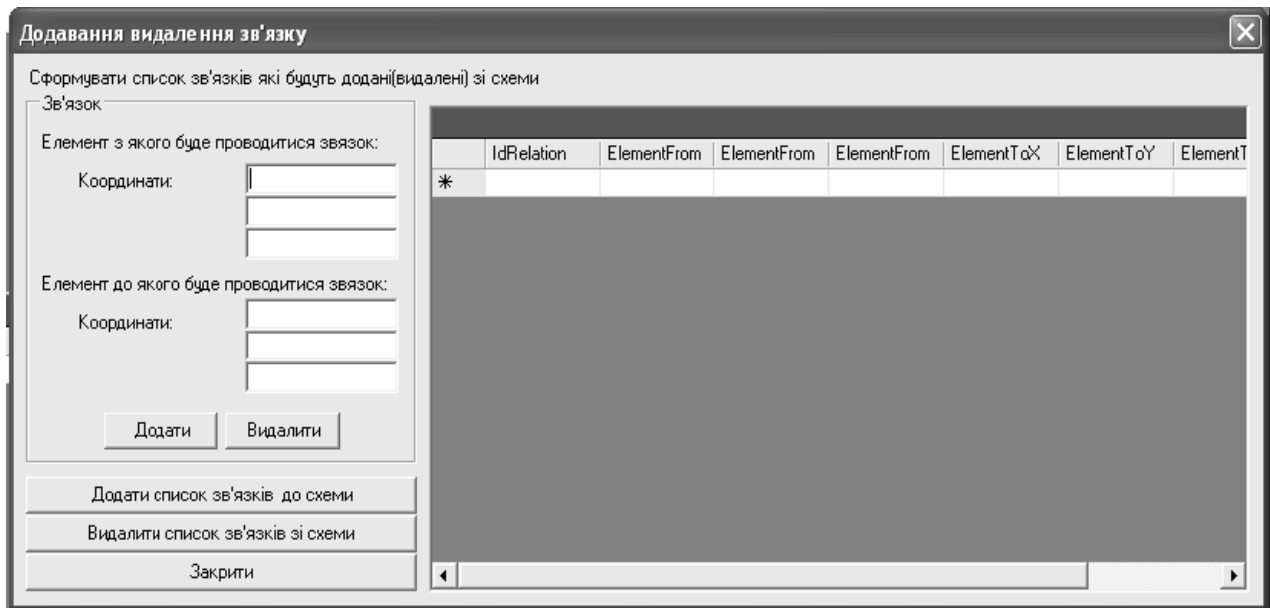 Додавання видалення зв'язку
Сформувати список зв'язків які будуть додані(видалені) зі схеми
Зв'язок
Елемент з якого буде проводитися звязок:
Координати:
Елемент до якого буде проводитися звязок:
Координати:
Додати Видалити
Додати список зв'язків до схеми
Видалити список зв'язків зі схеми
Закрити
IdRelation ElementFrom ElementFrom ElementFrom ElementToX ElementToY ElementT
*